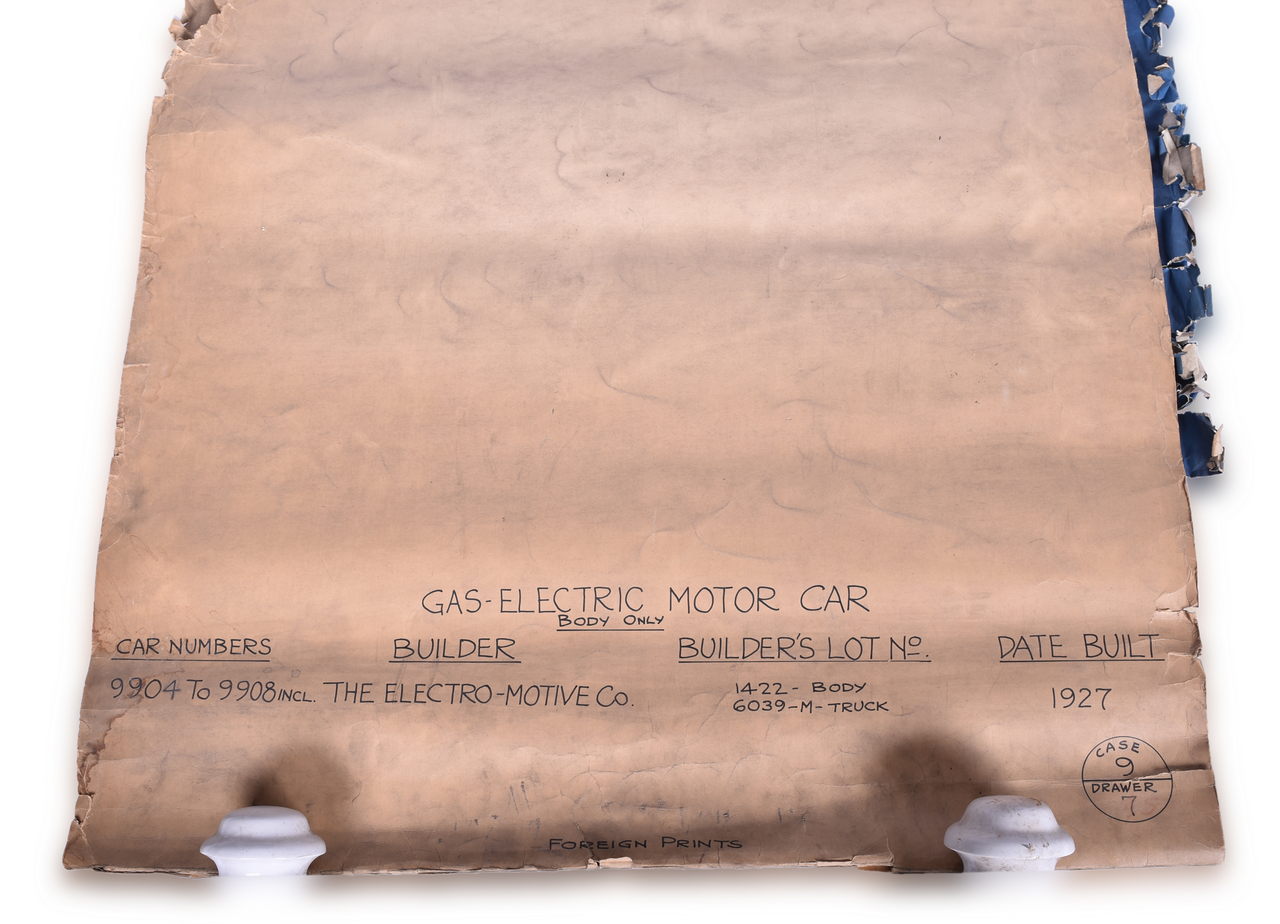 GAS-ELECTRIC MOTOR CAR
BODY ONLY
CAR NUMBERS BUILDER BUILDER'S LOT No. DATE BUILT
9904 To 9908 INCL. THE ELECTRO-MOTIVE Co. 1422- BODY 1927
6039-M-TRUCK
CASE
9
DRAWER
7
FOREIGN PRINTS